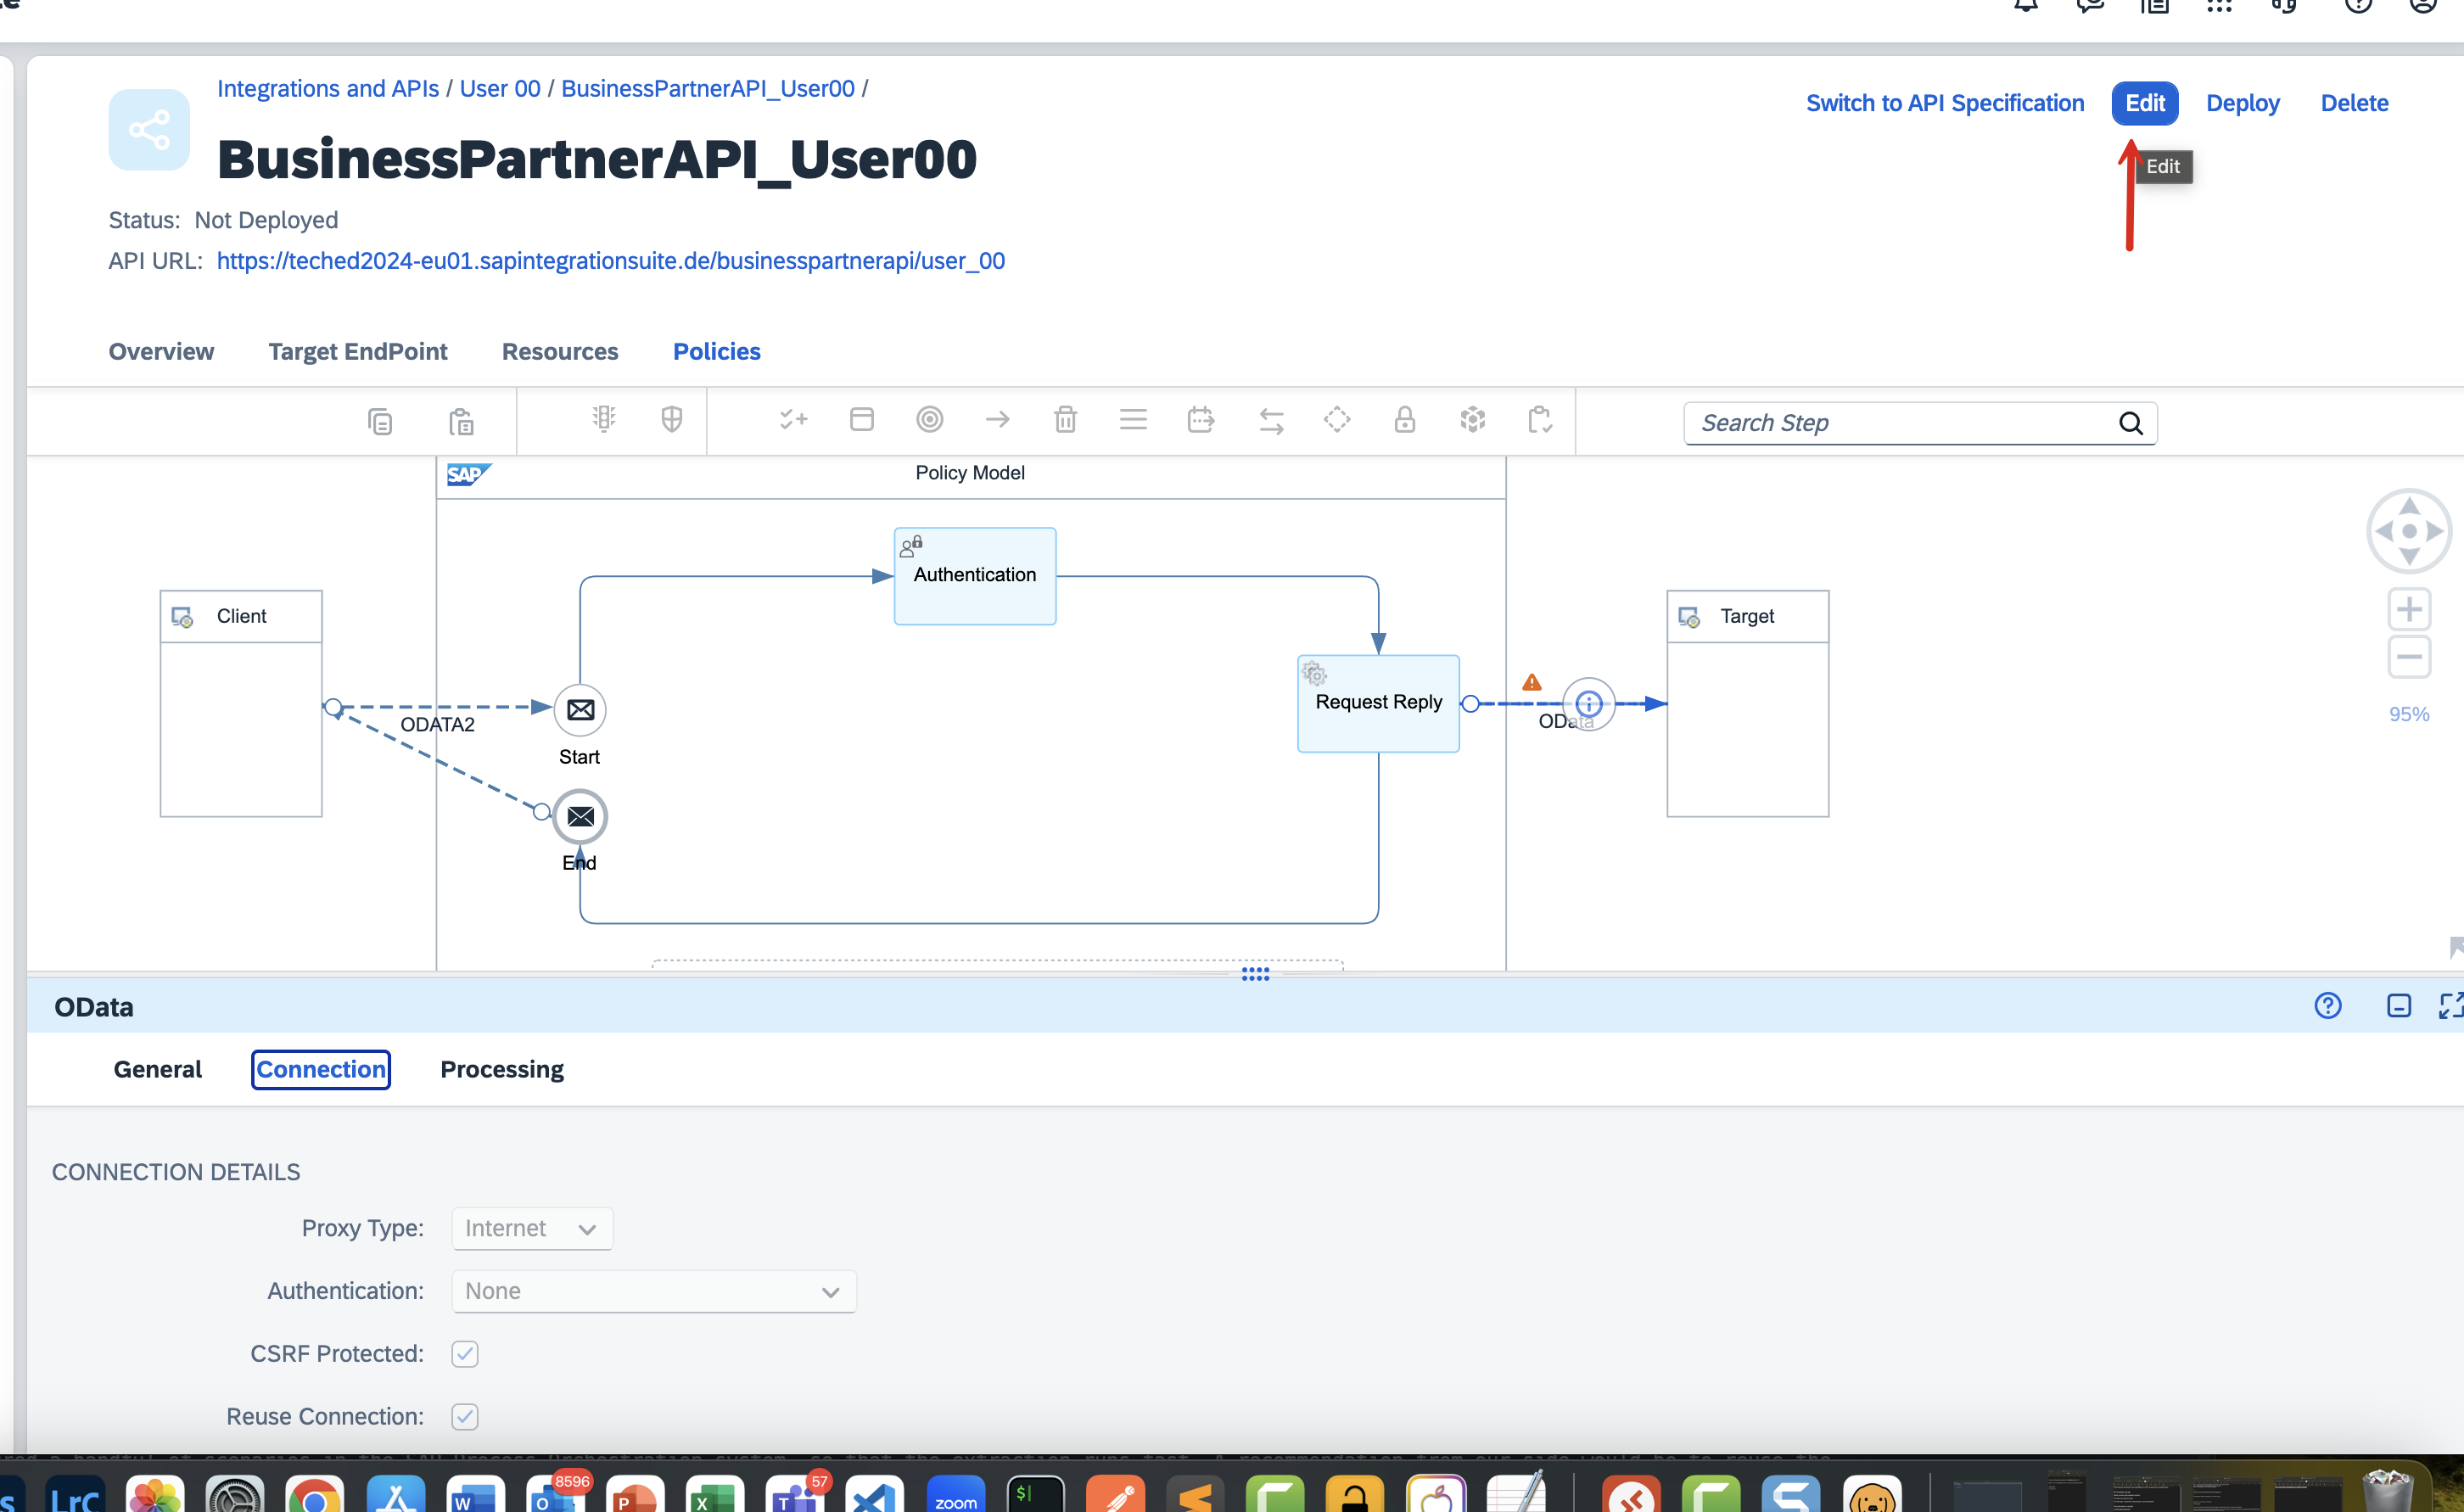 Integrations and APIs / User 00 / BusinessPartnerAPI_User00 /
Switch to API Specification Edit Deploy Delete
BusinessPartnerAPI_User00
Edit
Status: Not Deployed
API URL: https://teched2024-eu01.sapintegrationsuite.de/businesspartnerapi/user_00
Overview Target EndPoint Resources Policies
Search Step
SAP Policy Model
Authentication
Client
Target
Request Reply
ODATA2
OData
95%
Start
End
OData
General Connection Processing
CONNECTION DETAILS
Proxy Type: Internet
Authentication: None
CSRF Protected:
Reuse Connection:
8596
57
LrC
W
O
P
X
T
zoom
$
S